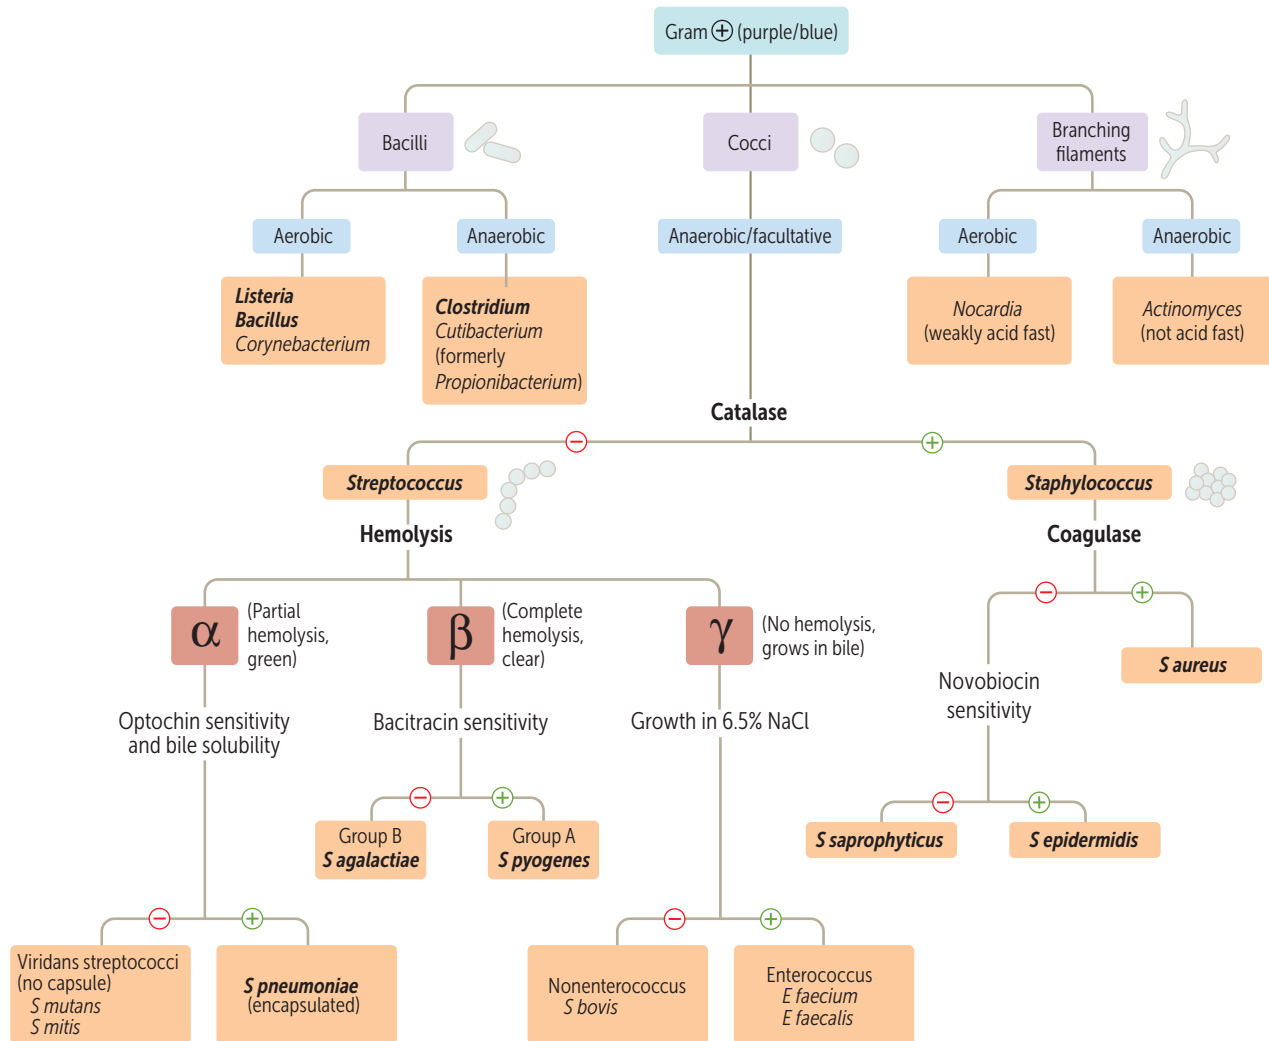 Gram ⊕ (purple/blue)
Bacilli
Cocci
Branching
filaments
Aerobic
Anaerobic
Anaerobic/facultative
Aerobic
Anaerobic
Listeria
Bacillus
Corynebacterium
Clostridium
Cutibacterium
(formerly
Propionibacterium)
Nocardia
(weakly acid fast)
Actinomyces
(not acid fast)
Catalase
−
+
Streptococcus
Staphylococcus
Hemolysis
Coagulase
−
+
α
(Partial
hemolysis,
green)
β
(Complete
hemolysis,
clear)
γ
(No hemolysis,
grows in bile)
S aureus
Novobiocin
sensitivity
Optochin sensitivity
and bile solubility
Bacitracin sensitivity
Growth in 6.5% NaCl
−
+
−
+
Group B
S agalactiae
Group A
S pyogenes
S saprophyticus
S epidermidis
−
+
−
+
Viridans streptococci
(no capsule)
S mutans
S mitis
S pneumoniae
(encapsulated)
Nonenterococcus
S bovis
Enterococcus
E faecium
E faecalis